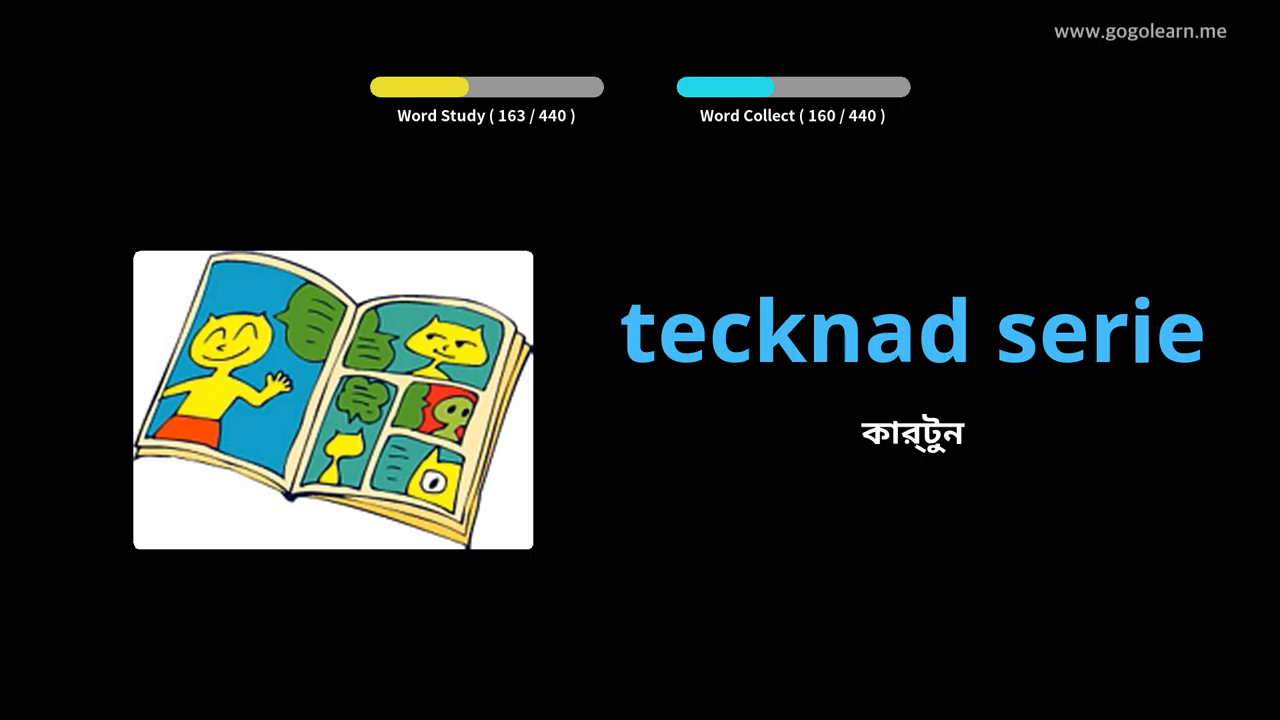 www.gogolearn.me
Word Study ( 163 / 440 )
Word Collect ( 160 / 440 )
tecknad serie
কার্টুন